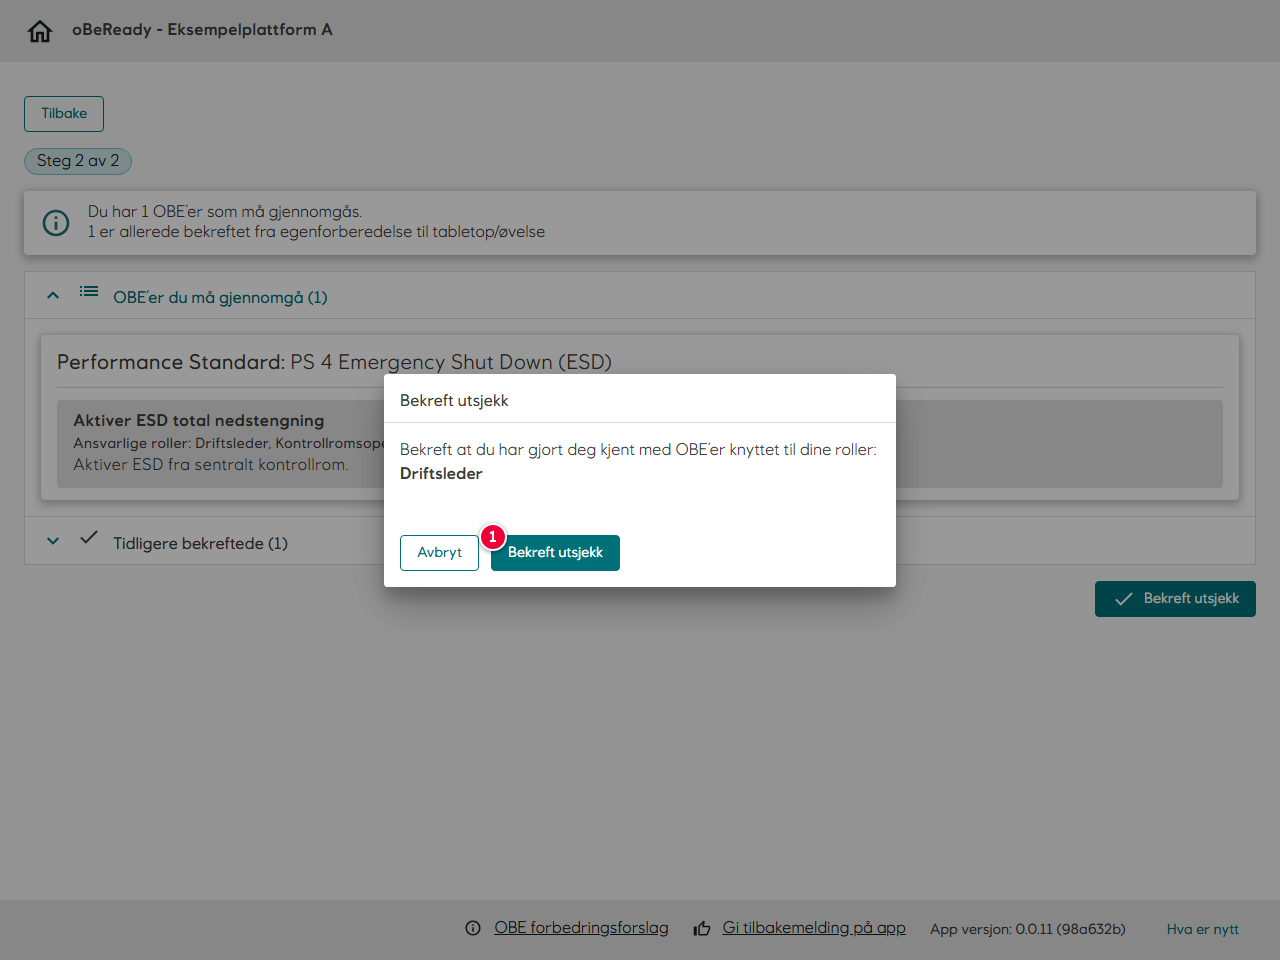 oBeReady - Eksempelplattform A
Tilbake
Steg 2 av 2
Du har 1 OBE'er som må gjennomgås.
1 er allerede bekreftet fra egenforberedelse til tabletop/øvelse
OBE'er du må gjennomgå (1)
Performance Standard: PS 4 Emergency Shut Down (ESD)
Aktiver ESD total nedstengning
Ansvarlige roller: Driftsleder,
Aktiver ESD fra sentralt kontrollrom.
Bekreft utsjekk
Bekreft at du har gjort deg kjent med OBE'er knyttet til dine roller:
Driftsleder
1
Avbryt
Bekreft utsjekk
Tidligere bekreftede (1)
Bekreft utsjekk
OBE forbedringsforslag
Gi tilbakemelding på app
App versjon: 0.0.11 (98a632b)
Hva er nytt